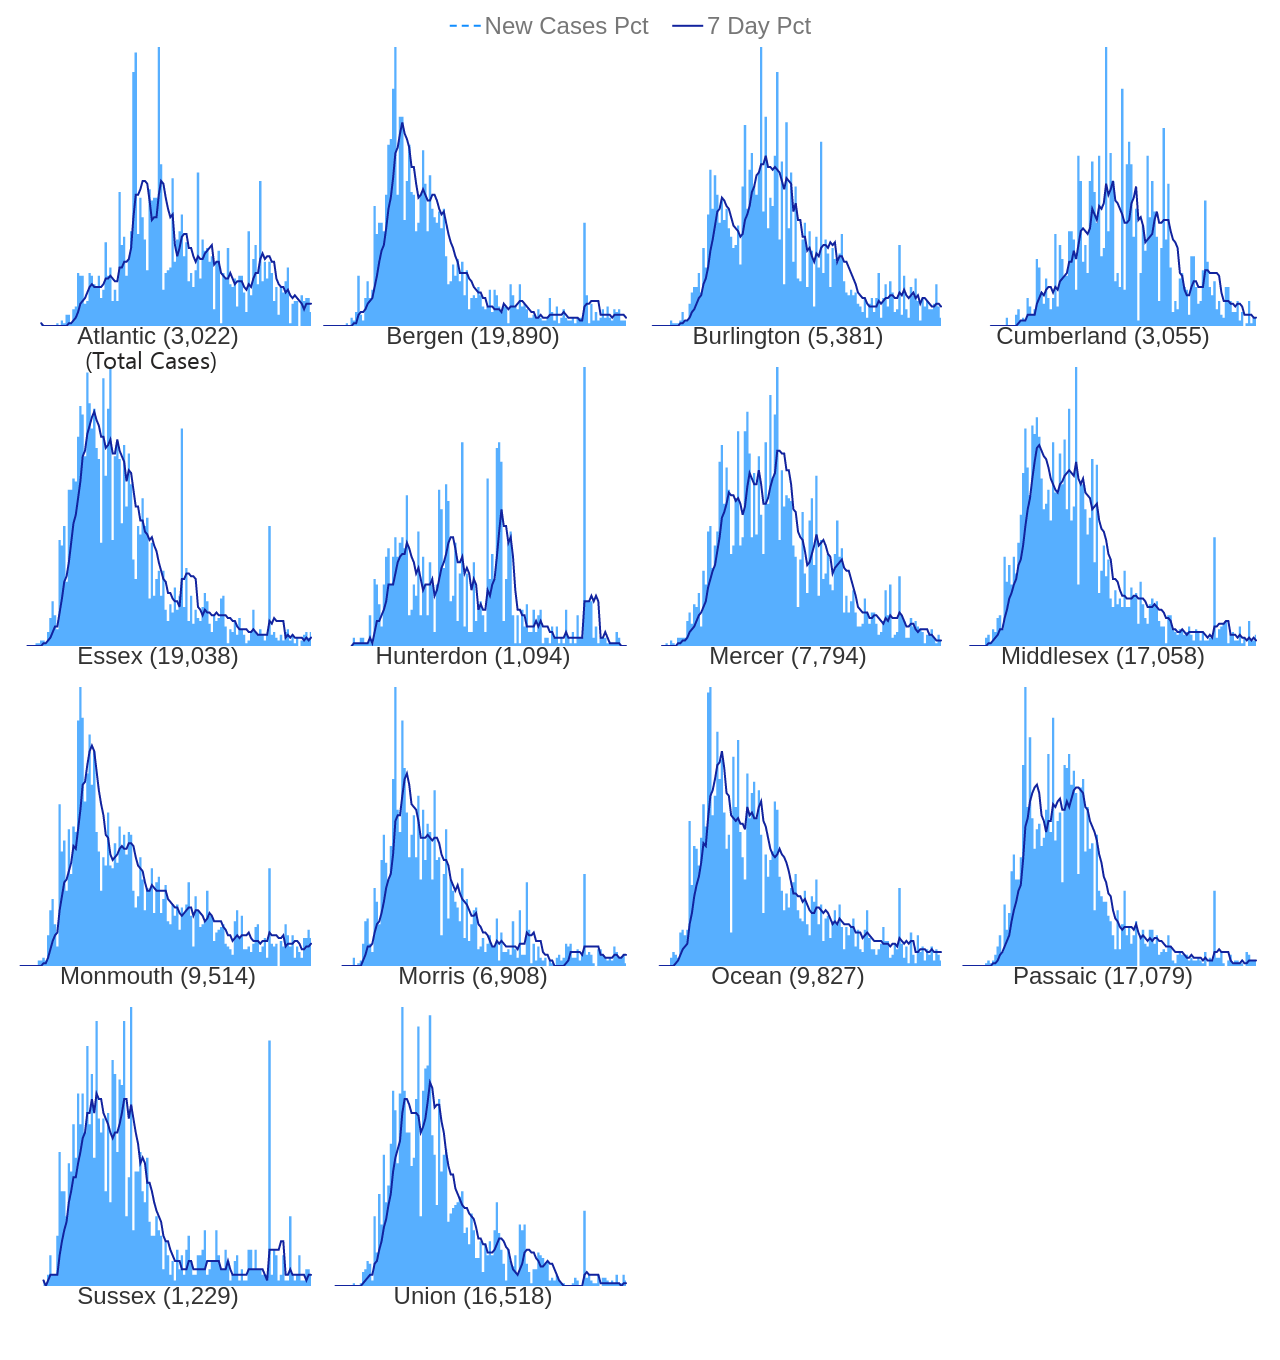 New Cases Pct 7 Day Pct
Atlantic (3,022) Bergen (19,890) Burlington (5,381) Cumberland (3,055)
(Total Cases)
Essex (19,038) Hunterdon (1,094) Mercer (7,794) Middlesex (17,058)
Monmouth (9,514) Morris (6,908) Ocean (9,827) Passaic (17,079)
Sussex (1,229) Union (16,518)